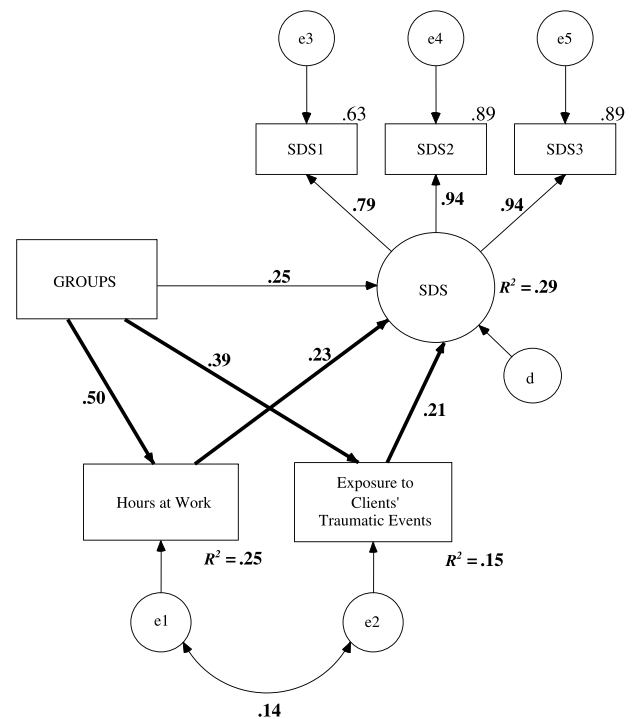 e3
e4
e5
.63
.89
.89
SDS1
SDS2
SDS3
.79
.94
.94
GROUPS
.25
SDS
R² = .29
.39
.23
d
.50
.21
Hours at Work
Exposure to
Clients'
Traumatic Events
R² = .25
R² = .15
e1
e2
.14